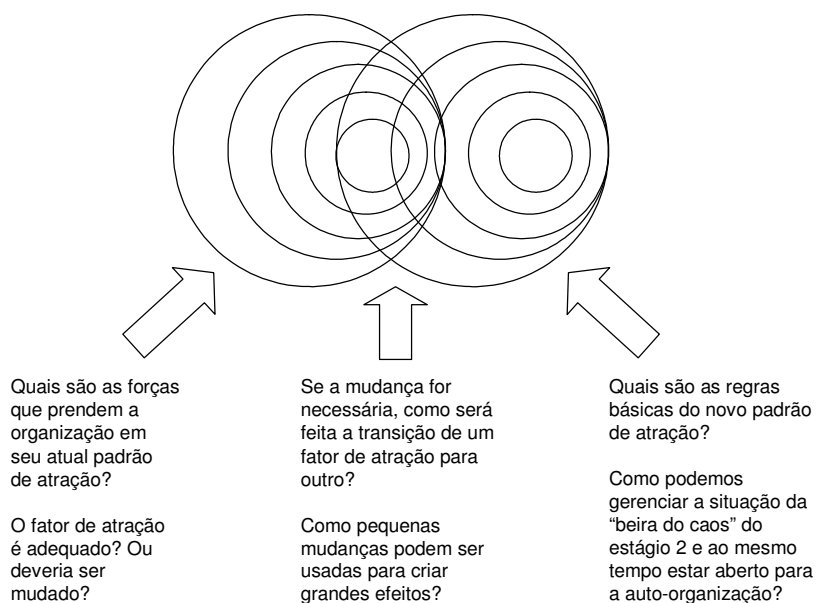 Quais são as forças
que prendem a
organização em
seu atual padrão
de atração?
O fator de atração
é adequado? Ou
deveria ser
mudado?
Se a mudança for
necessária, como será
feita a transição de um
fator de atração para
outro?
Como pequenas
mudanças podem ser
usadas para criar
grandes efeitos?
Quais são as regras
básicas do novo padrão
de atração?
Como podemos
gerenciar a situação da
“beira do caos” do
estágio 2 e ao mesmo
tempo estar aberto para
a auto-organização?